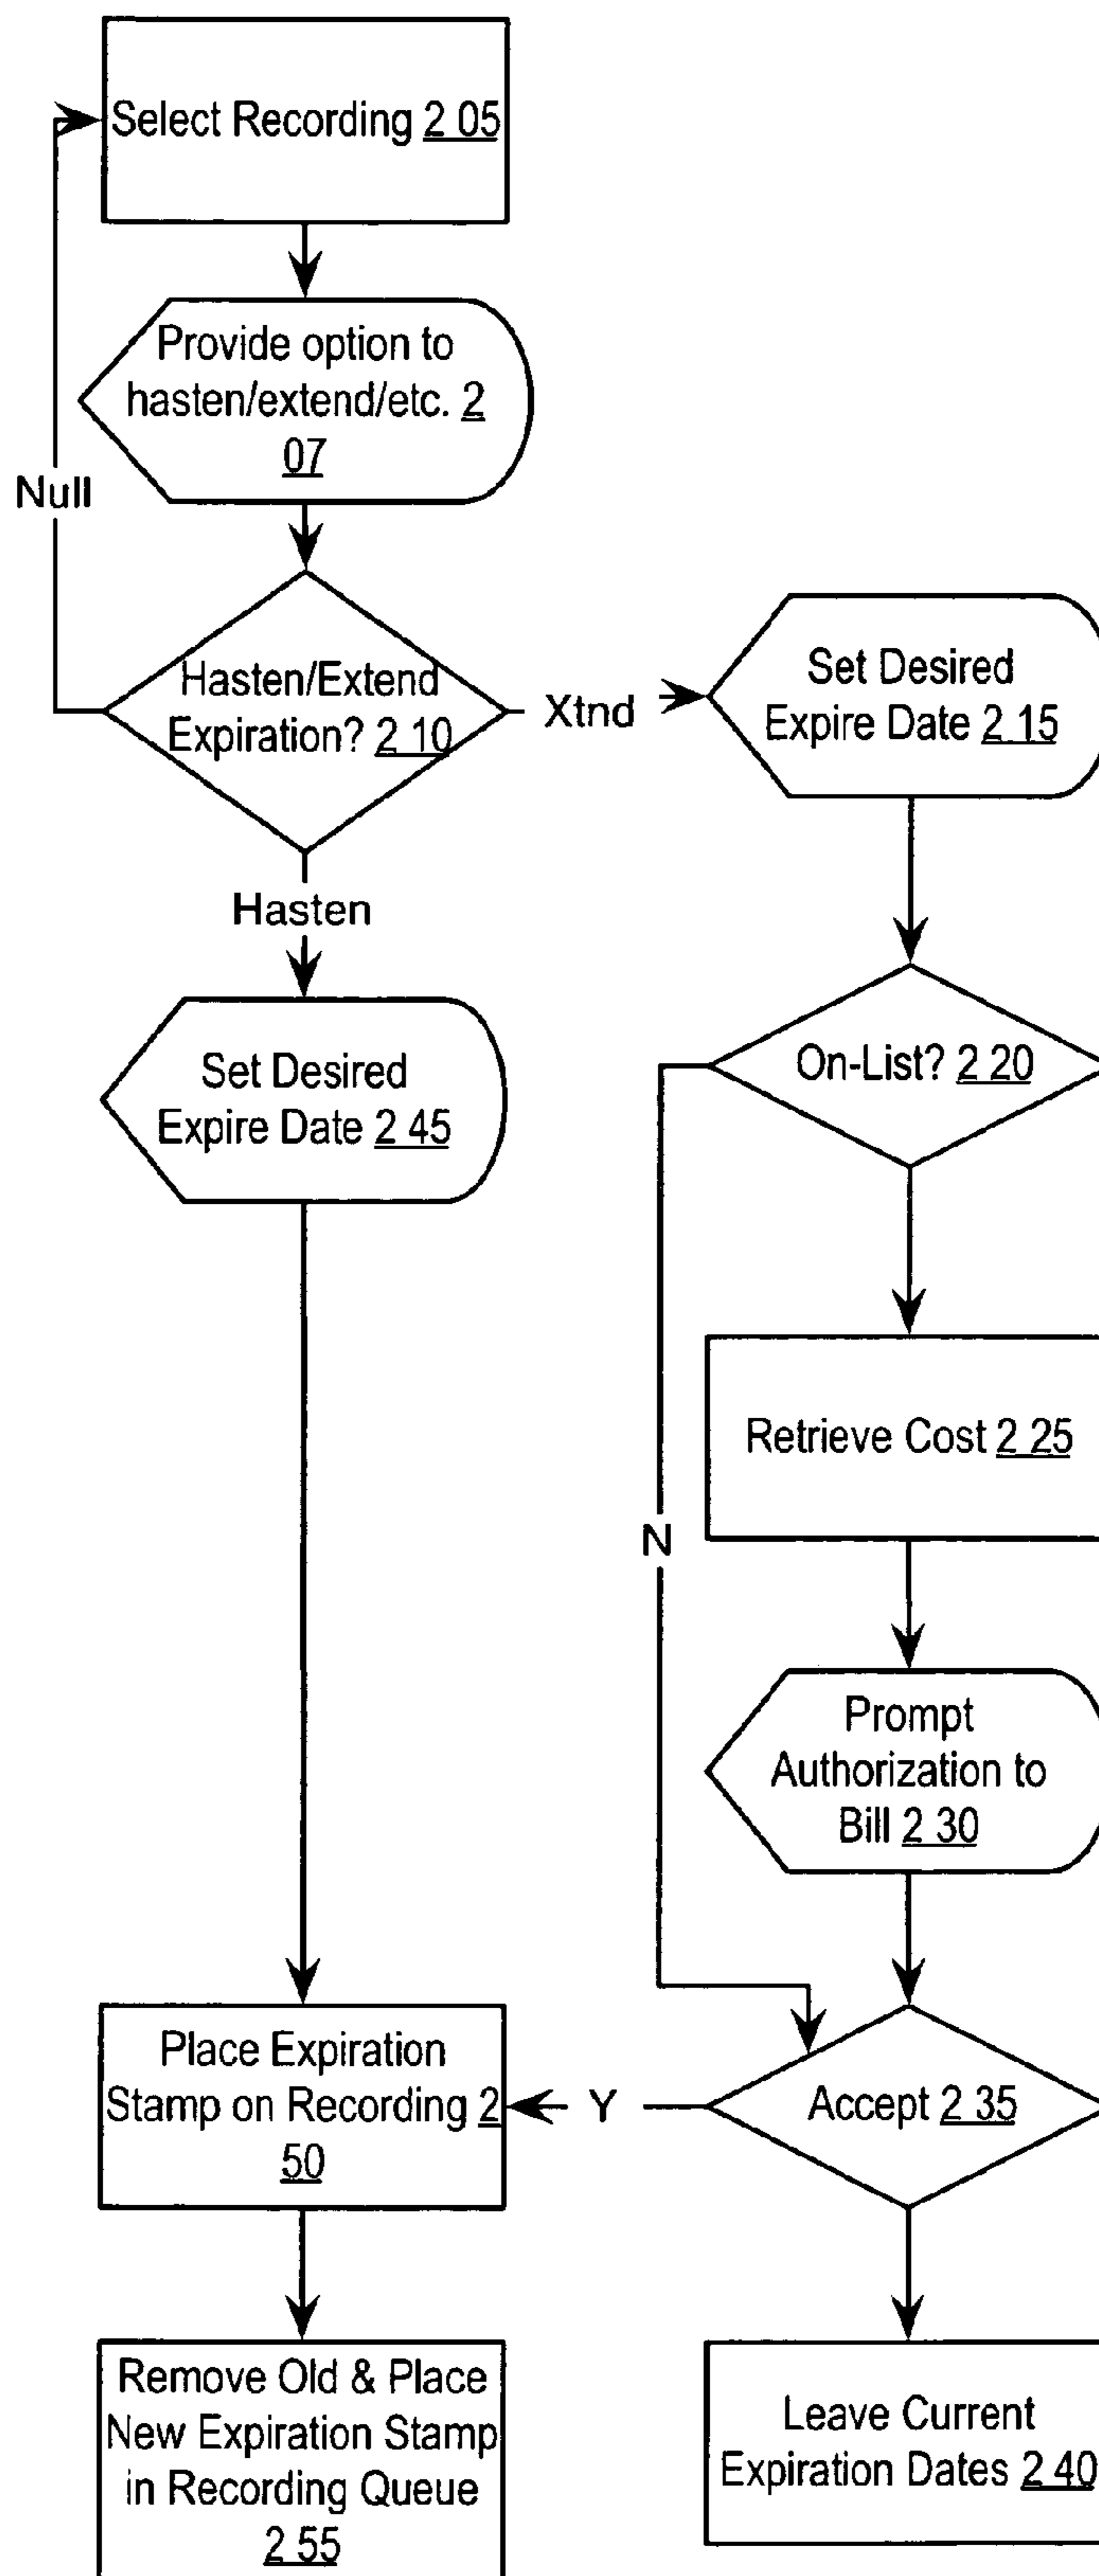 Select Recording 2 05
Provide option to
hasten/extend/etc. 2
07
Null
Hasten/Extend
Expiration? 2 10
Xtnd
Set Desired
Expire Date 2 15
Hasten
On-List? 2 20
Set Desired
Expire Date 2 45
Retrieve Cost 2 25
N
Prompt
Authorization to
Bill 2 30
Place Expiration
Stamp on Recording 2
50
Y
Accept 2 35
Remove Old & Place
New Expiration Stamp
in Recording Queue
2 55
Leave Current
Expiration Dates 2 40